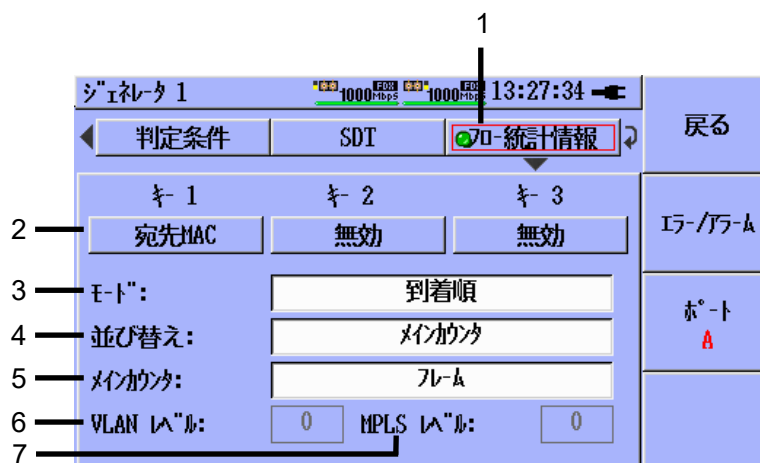 1
ｼﾞｪﾈﾚｰﾀ 1 FDX 1000Mbps FDX 1000Mbps 13:27:34
戻る
判定条件 SDT ﾌﾛｰ統計情報
ｷｰ 1 ｷｰ 2 ｷｰ 3
2 宛先MAC 無効 無効
ｴﾗｰ/ｱﾗｰﾑ
3 ﾓｰﾄﾞ: 到着順
ﾎﾟｰﾄ
A
4 並び替え: ﾒｲﾝｶｳﾝﾀ
5 ﾒｲﾝｶｳﾝﾀ: ﾌﾚｰﾑ
6 VLAN ﾚﾍﾞﾙ: 0 MPLS ﾚﾍﾞﾙ: 0
7